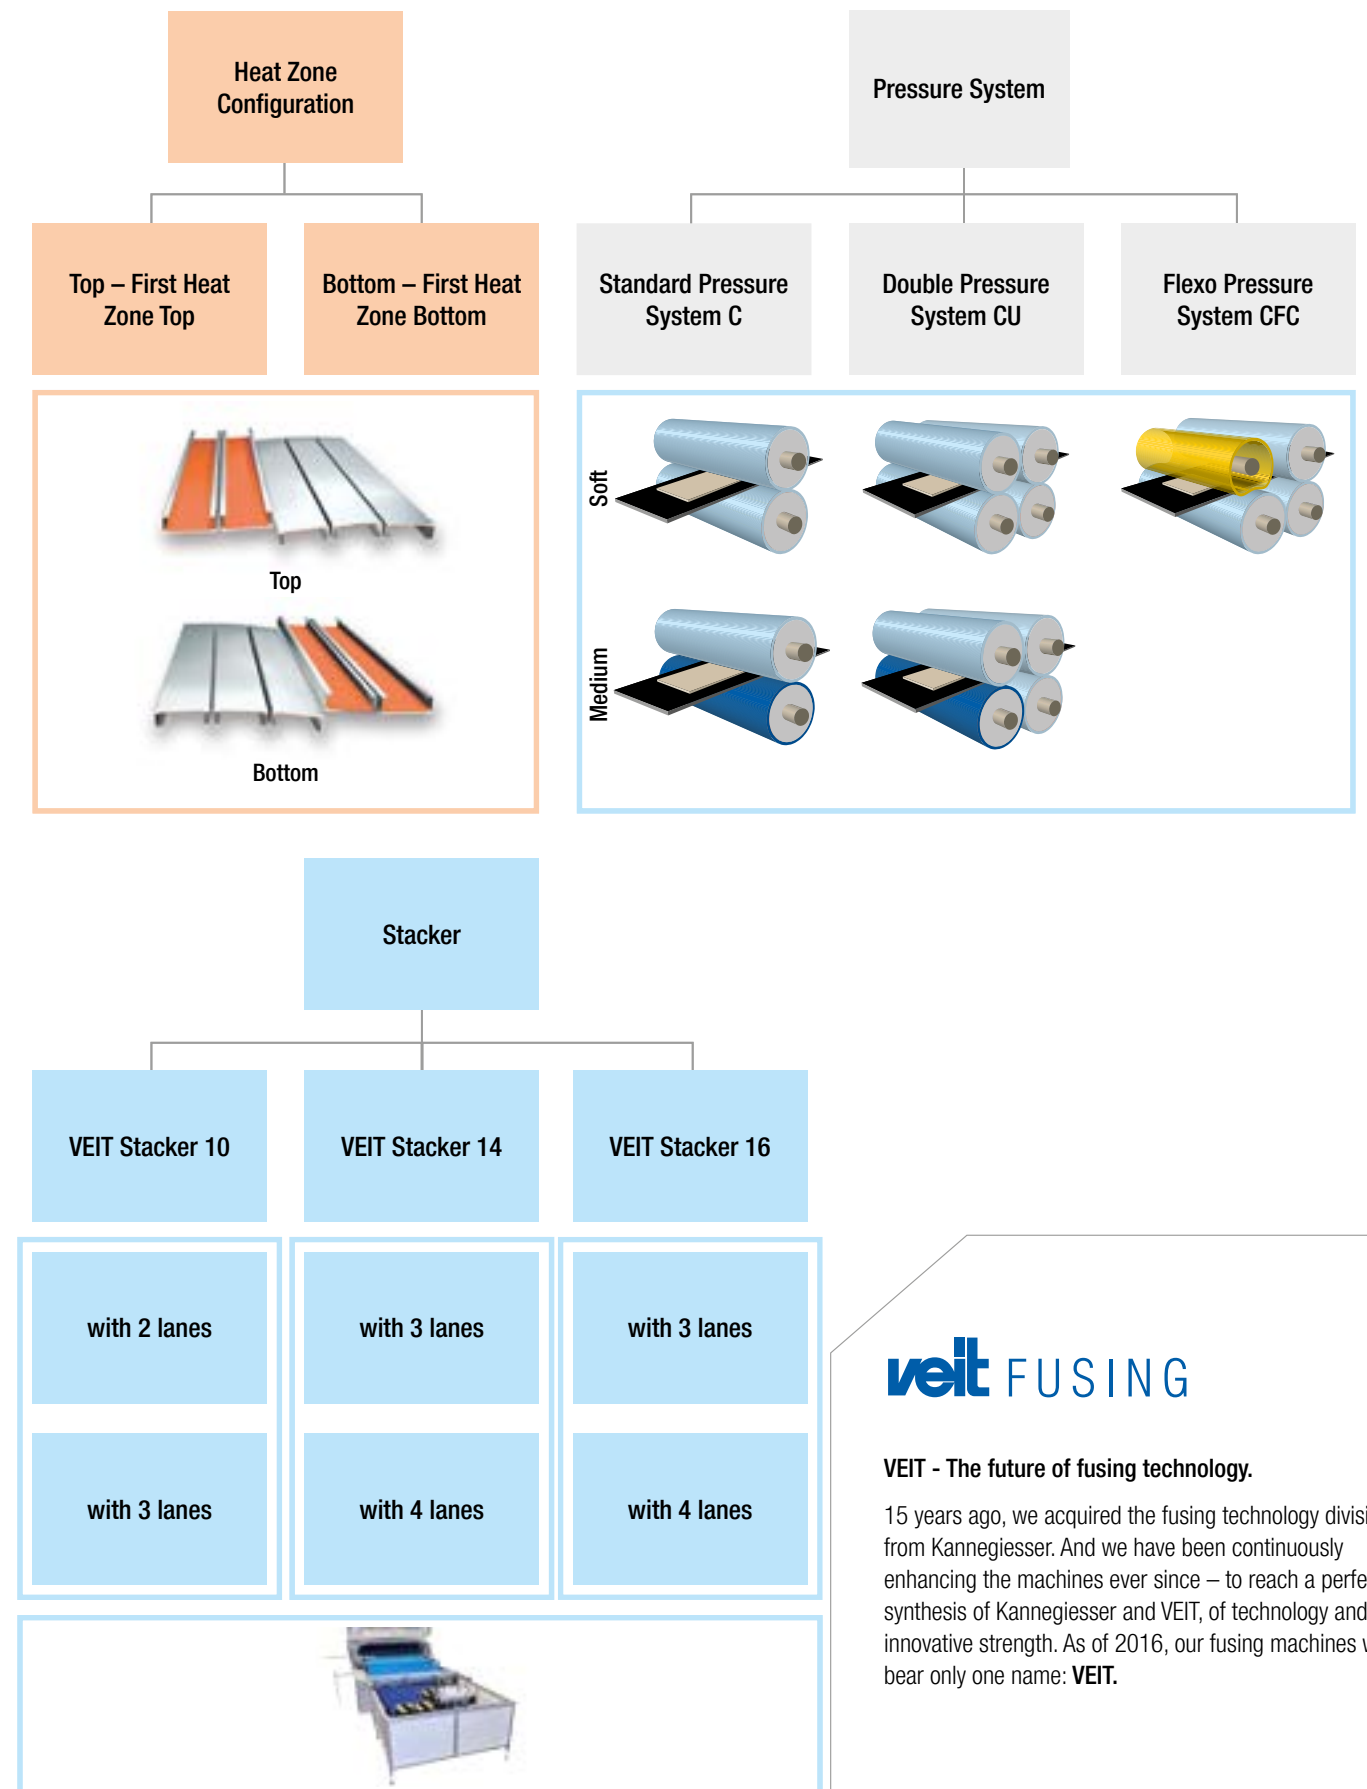 Heat Zone
Configuration
Pressure System
Top – First Heat
Zone Top
Bottom – First Heat
Zone Bottom
Standard Pressure
System C
Double Pressure
System CU
Flexo Pressure
System CFC
Top
Bottom
Soft
Medium
Stacker
VEIT Stacker 10
VEIT Stacker 14
VEIT Stacker 16
with 2 lanes
with 3 lanes
with 3 lanes
with 3 lanes
with 4 lanes
with 4 lanes
veit FUSING
VEIT - The future of fusing technology.
15 years ago, we acquired the fusing technology
from Kannegiesser. And we have been continuously
enhancing the machines ever since – to reach a
synthesis of Kannegiesser and VEIT, of technology and
innovative strength. As of 2016, our fusing machines
bear only one name: VEIT.